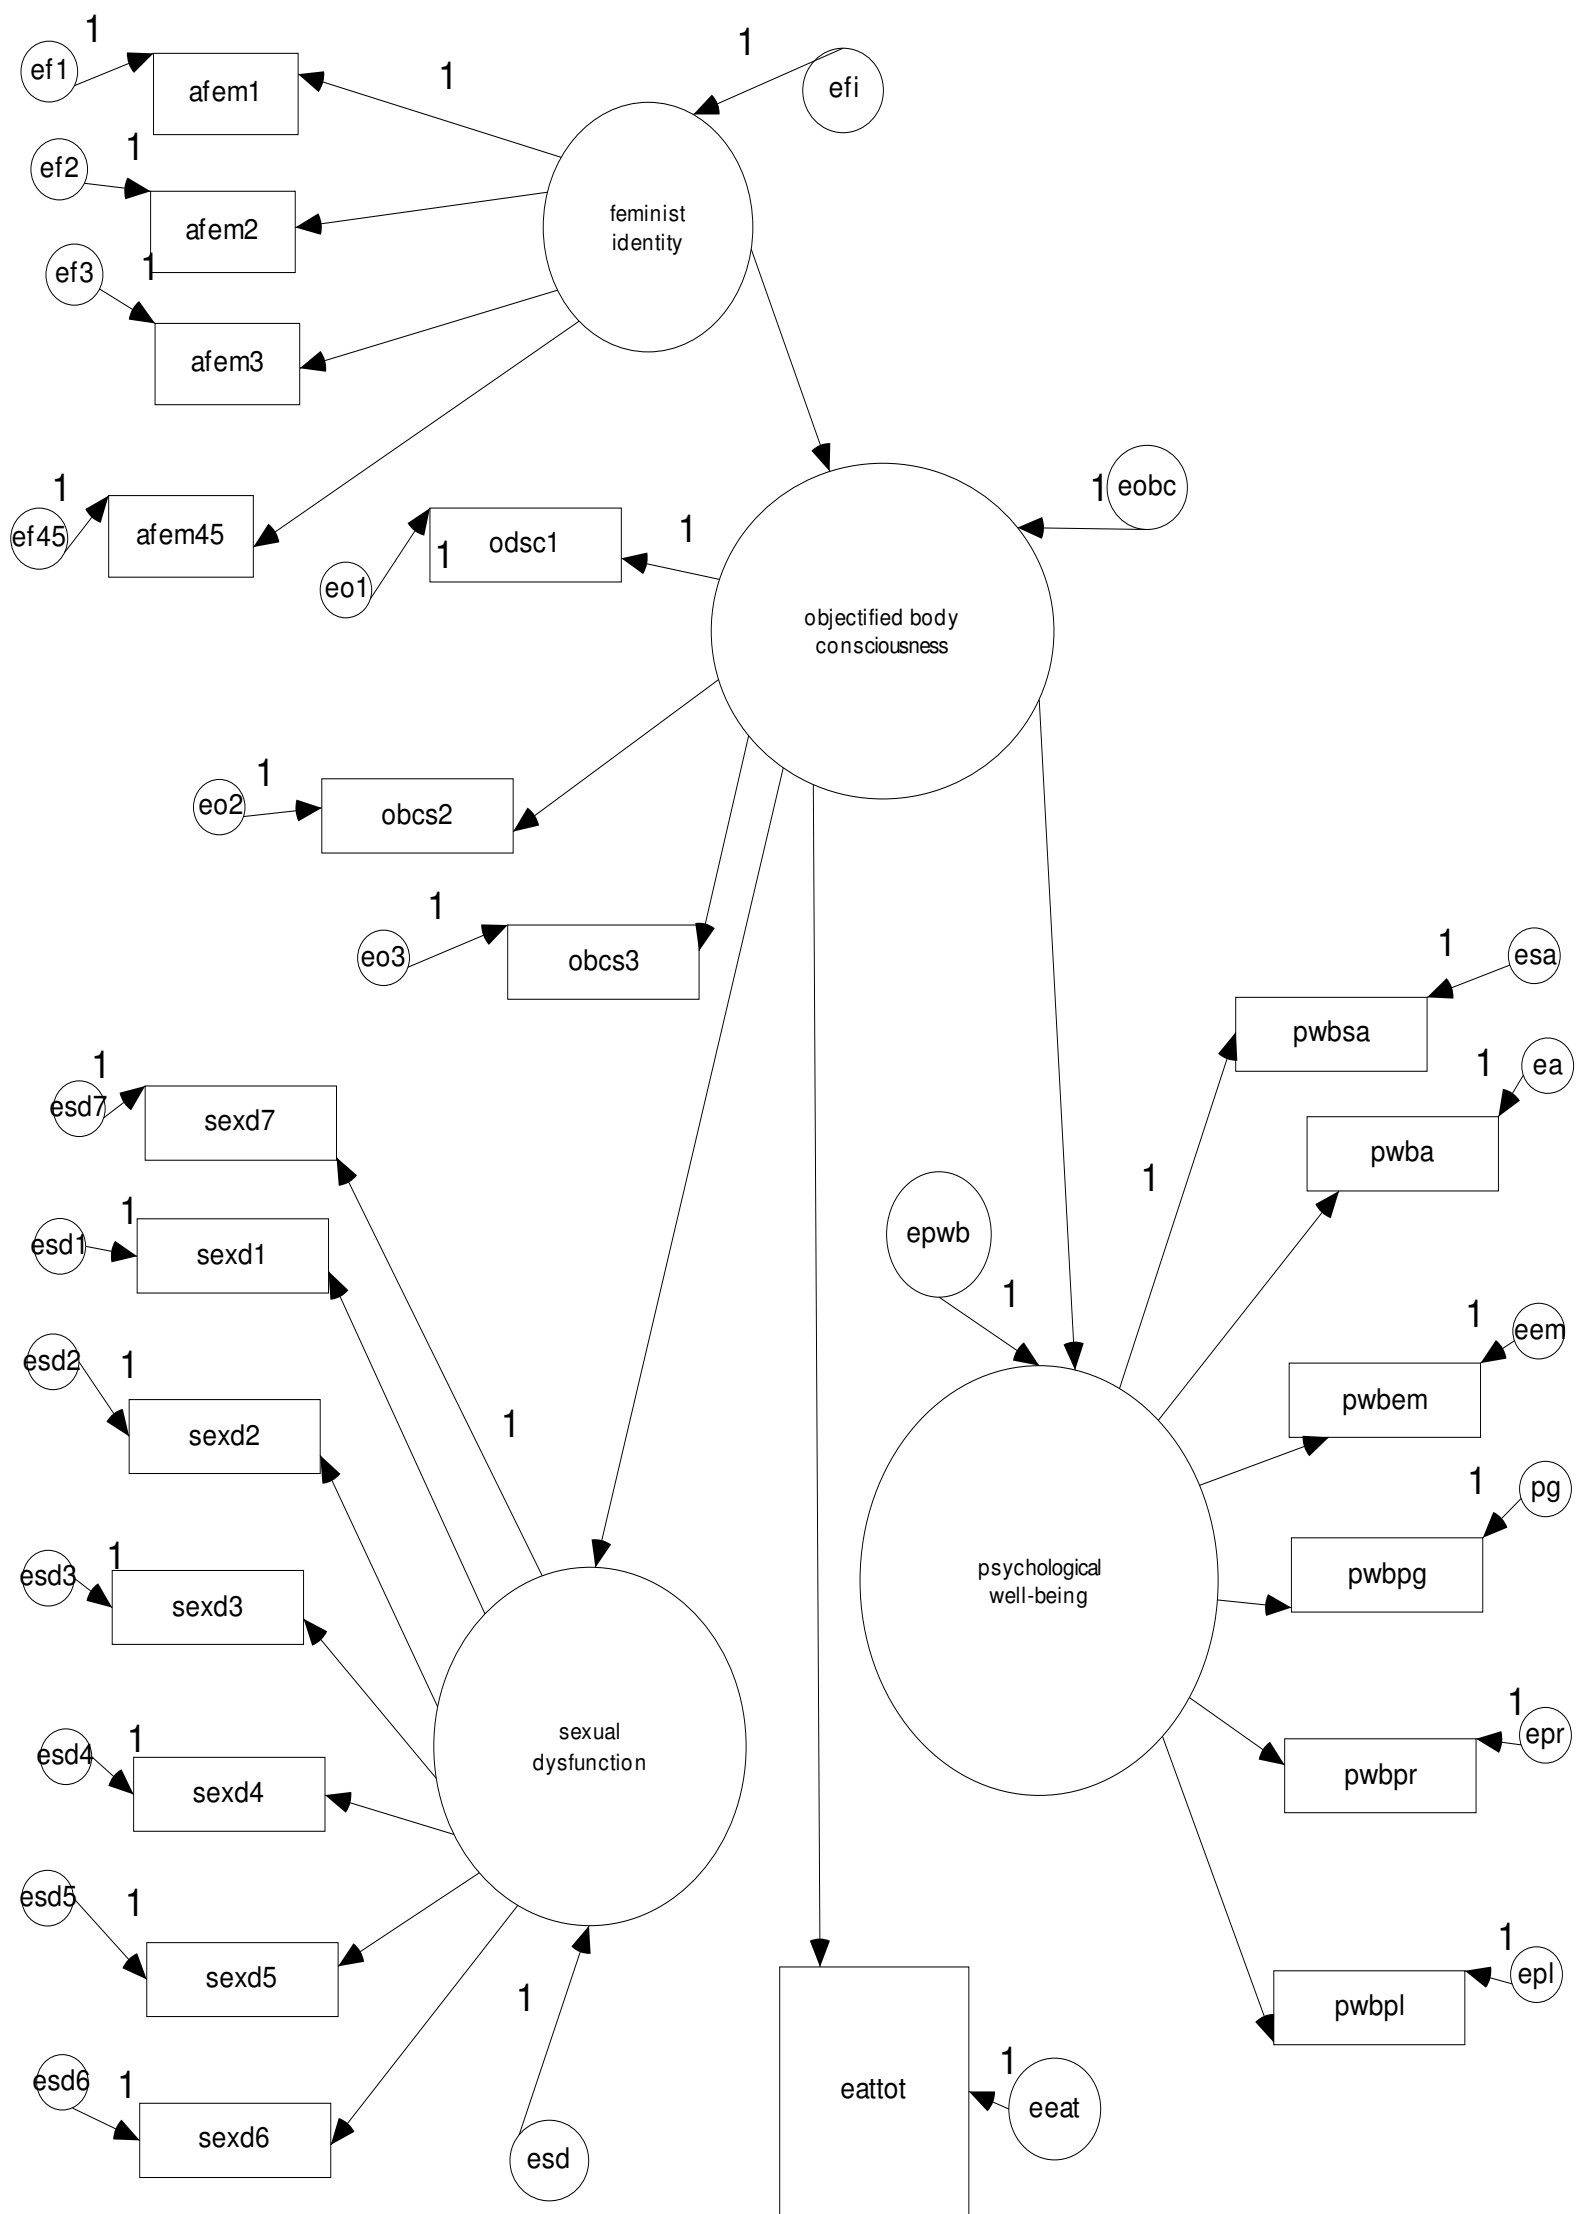 1
ef1
afem1
1
1
efi
1
ef2
afem2
feminist
identity
1
ef3
afem3
1
ef45
afem45
1
eo1
odsc1
1
1
eobc
objectified body
consciousness
1
eo2
obcs2
1
eo3
obcs3
1
esa
pwbsa
1
ea
pwba
1
1
esd7
sexd7
1
esd1
sexd1
epwb
1
1
esd2
sexd2
1
1
eem
pwbem
1
pg
pwbpg
1
esd3
sexd3
psychological
well-being
1
epr
pwbpr
sexual
dysfunction
1
esd4
sexd4
1
esd5
sexd5
1
1
epl
pwbpl
1
esd6
sexd6
esd
eattot
1
eeat